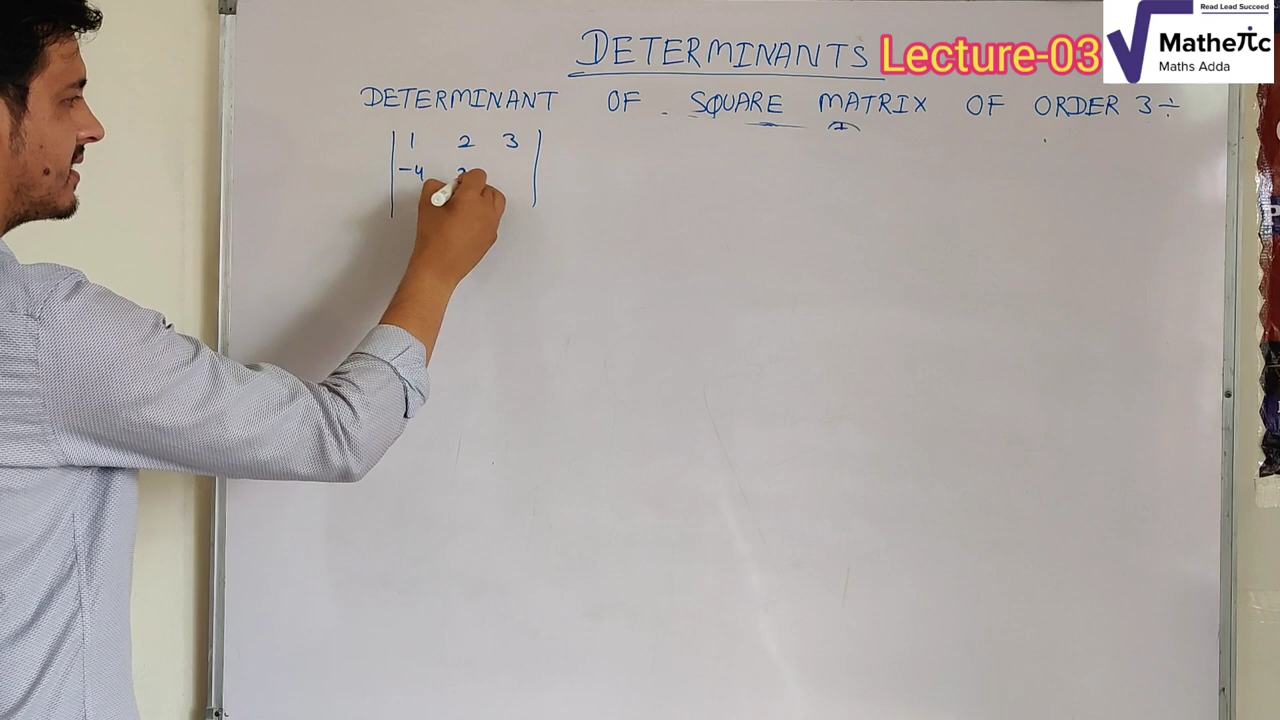 Read Lead Succeed
DETERMINANTS Lecture-03
Matheπc
Maths Adda
DETERMINANT OF SQUARE MATRIX OF ORDER 3÷
1 2 3
-4